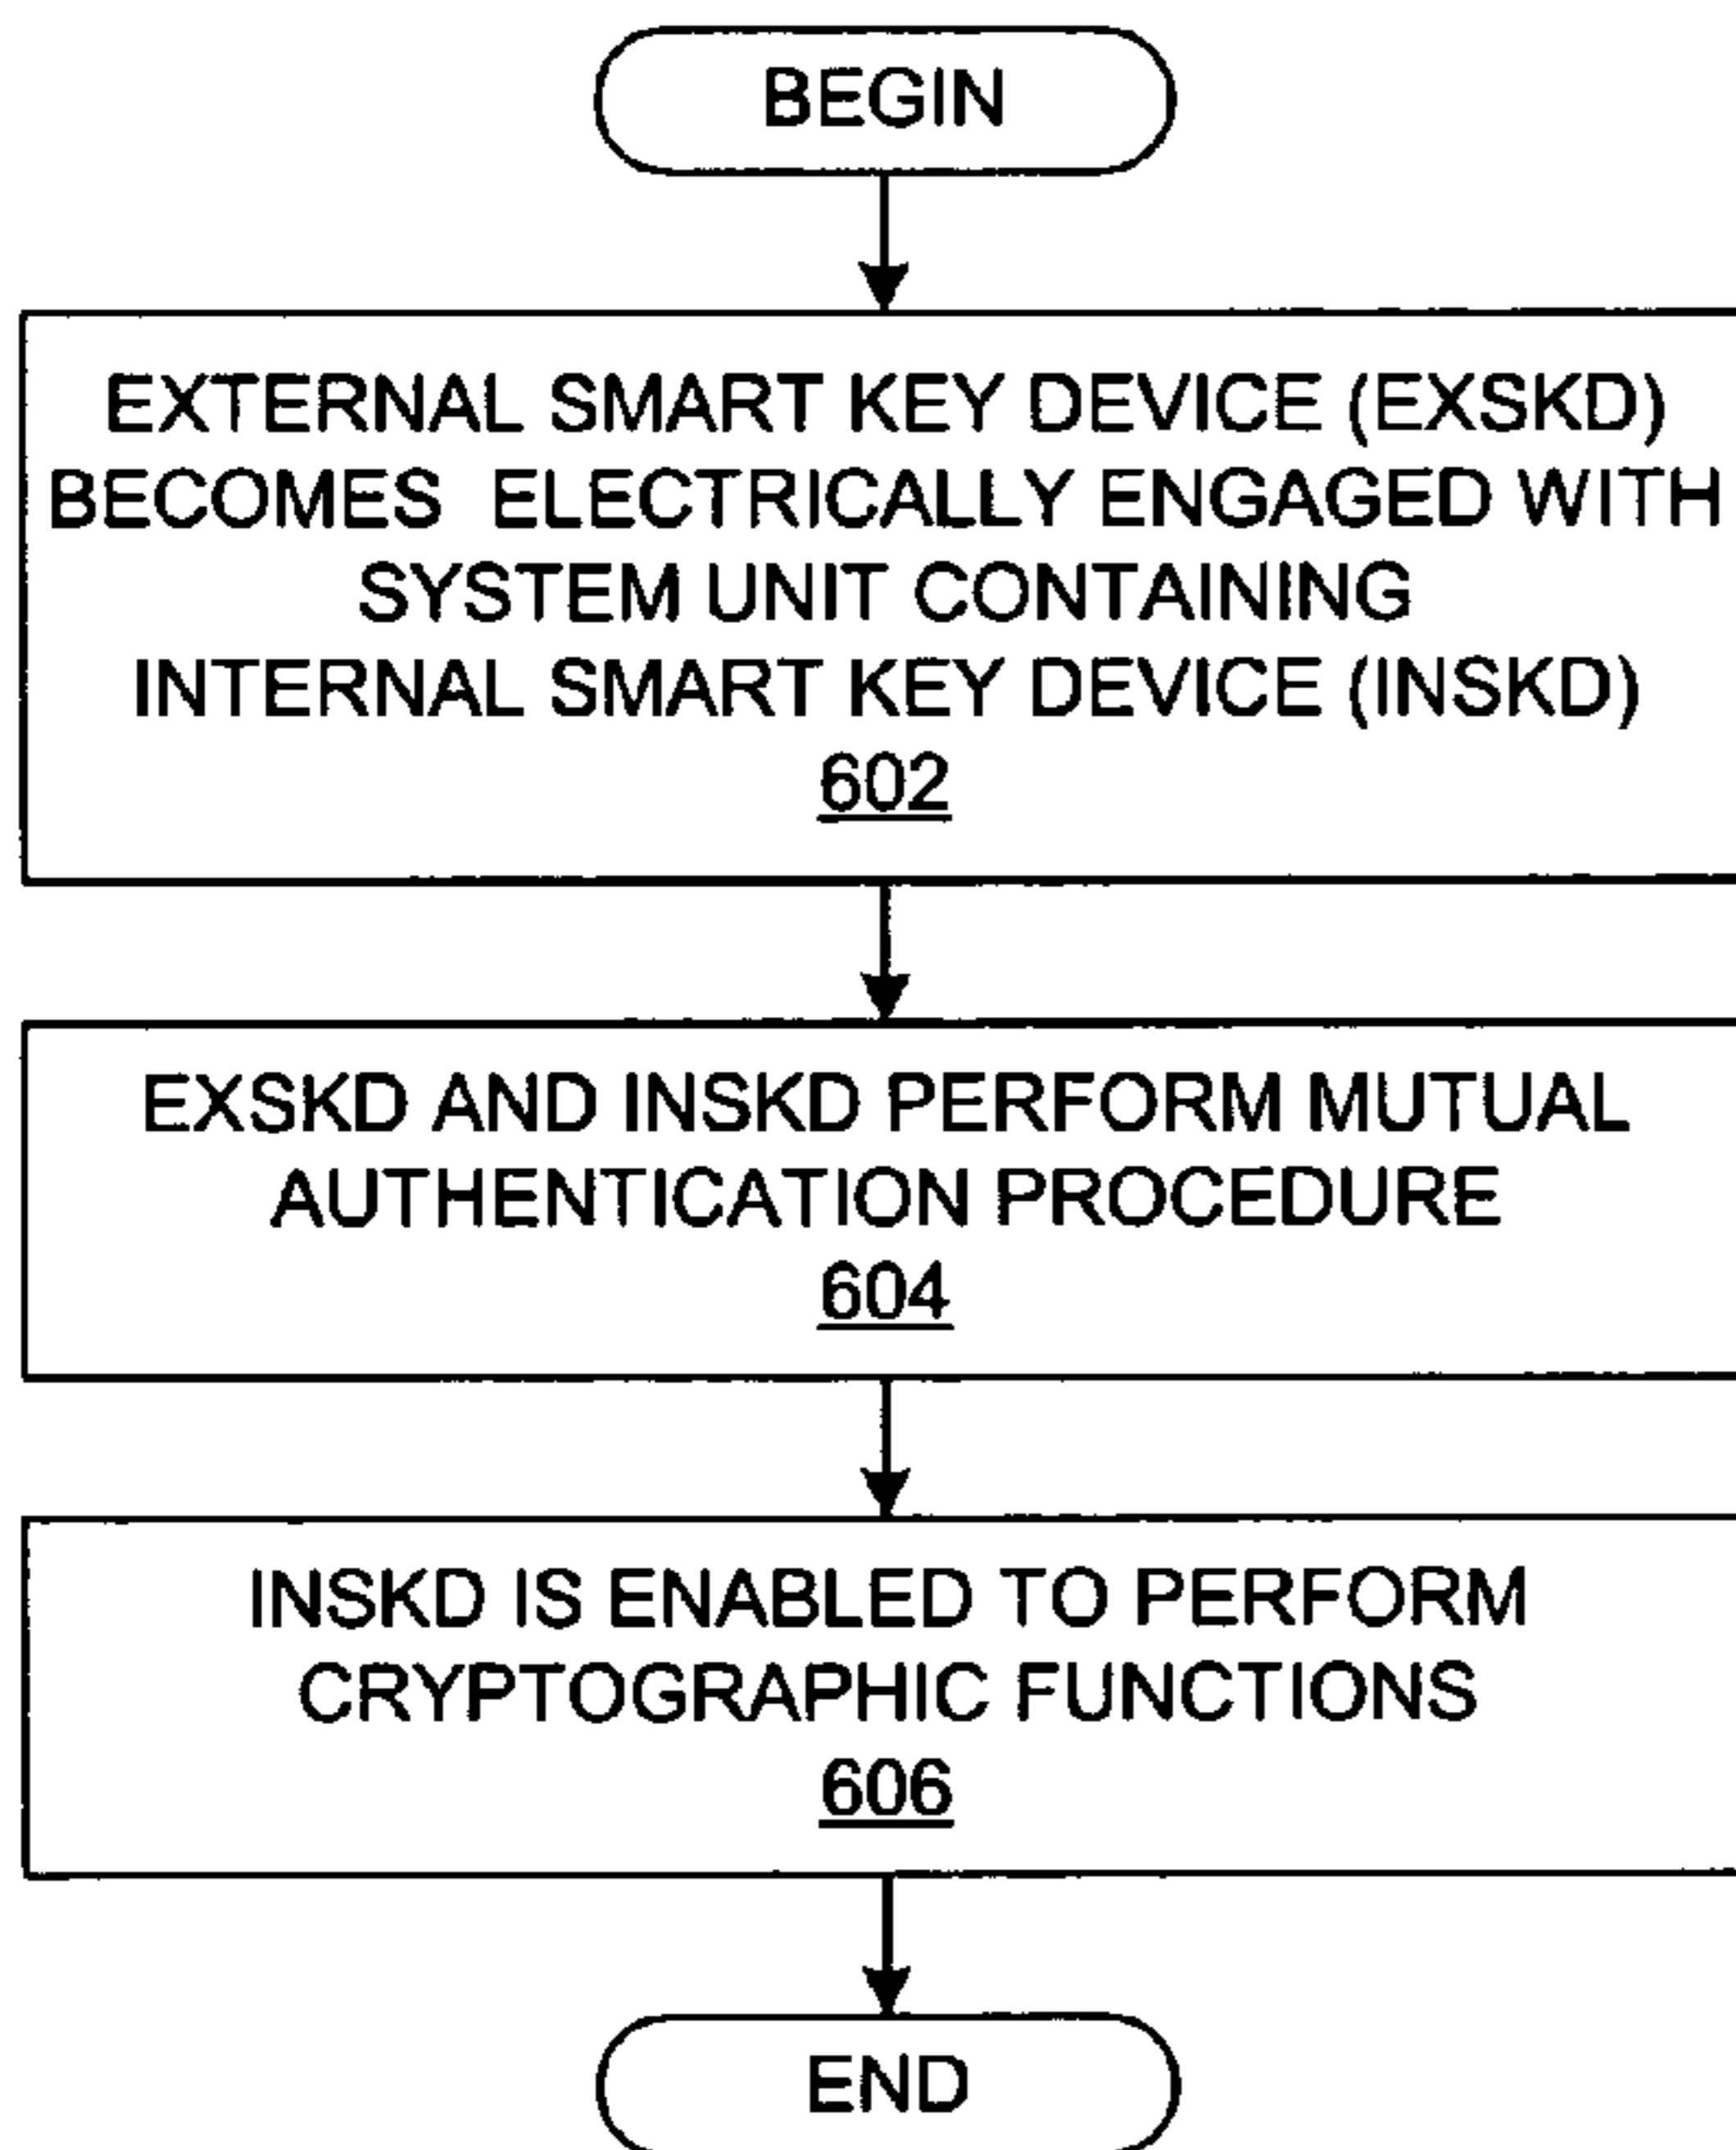 BEGIN
EXTERNAL SMART KEY DEVICE (EXSKD)
BECOMES ELECTRICALLY ENGAGED WITH
SYSTEM UNIT CONTAINING
INTERNAL SMART KEY DEVICE (INSKD)
602
EXSKD AND INSKD PERFORM MUTUAL
AUTHENTICATION PROCEDURE
604
INSKD IS ENABLED TO PERFORM
CRYPTOGRAPHIC FUNCTIONS
606
END